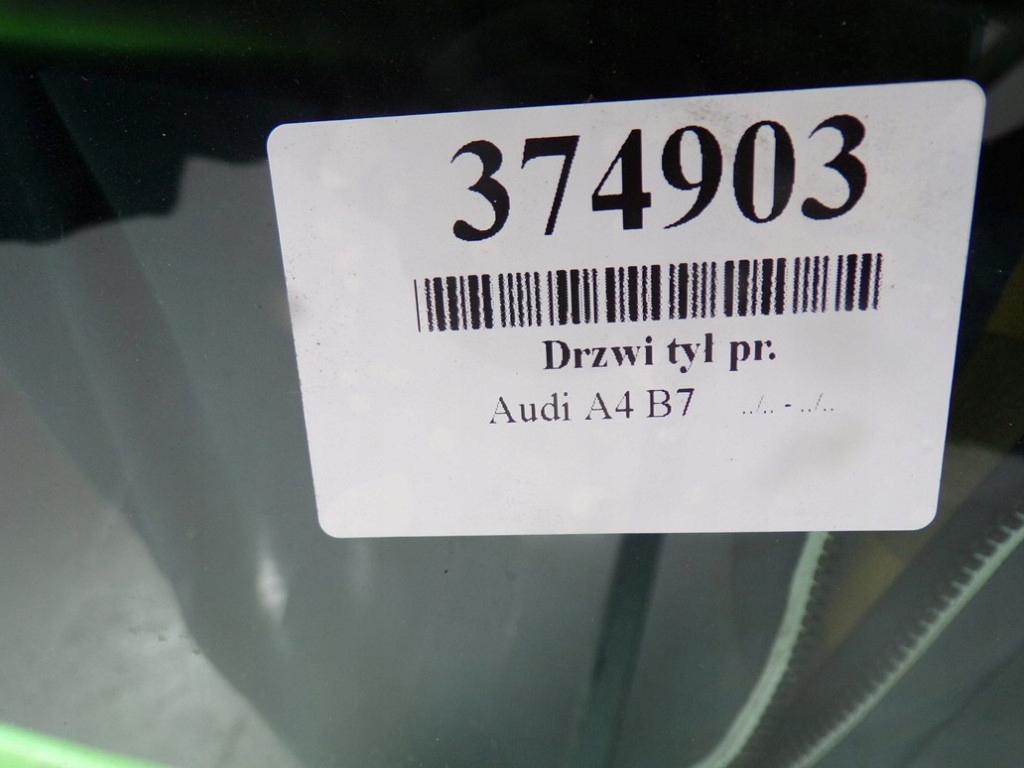 374903
Drzwi tył pr.
Audi A4 B7 ../.. - ../..